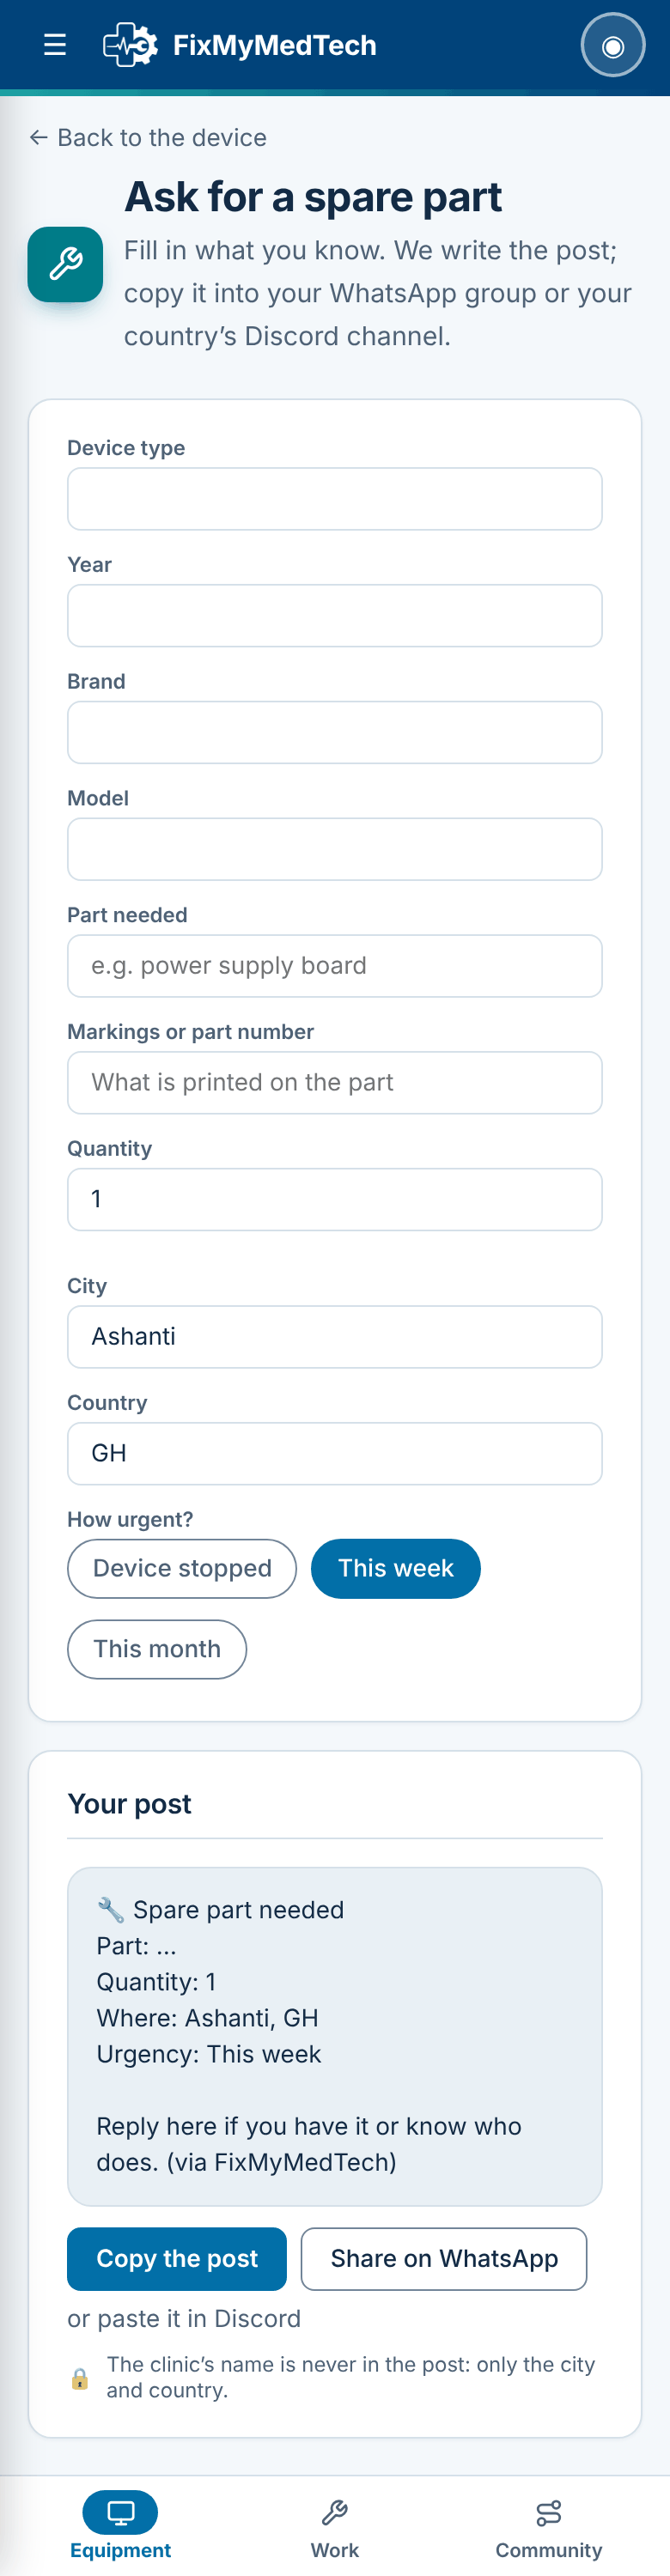 FixMyMedTech
← Back to the device
Ask for a spare part
Fill in what you know. We write the post;
copy it into your WhatsApp group or your
country’s Discord channel.
Device type
Year
Brand
Model
Part needed
e.g. power supply board
Markings or part number
What is printed on the part
Quantity
1
City
Ashanti
Country
GH
How urgent?
Device stopped
This week
This month
Your post
🔧 Spare part needed
Part: …
Quantity: 1
Where: Ashanti, GH
Urgency: This week
Reply here if you have it or know who
does. (via FixMyMedTech)
Copy the post
Share on WhatsApp
or paste it in Discord
🔒 The clinic’s name is never in the post: only the city
and country.
Equipment
Work
Community